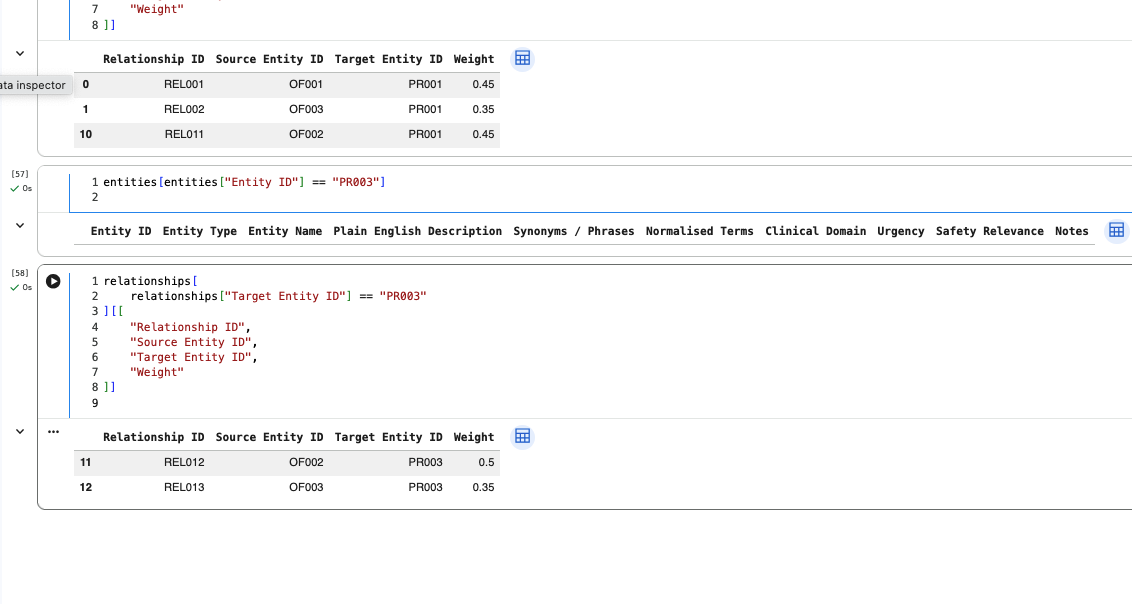 7 "Weight"
8 ]]
Relationship ID Source Entity ID Target Entity ID Weight
ata inspector
0 REL001 OF001 PR001 0.45
1 REL002 OF003 PR001 0.35
10 REL011 OF002 PR001 0.45
[57]
0s
1 entities[entities["Entity ID"] == "PR003"]
2
Entity ID Entity Type Entity Name Plain English Description Synonyms / Phrases Normalised Terms Clinical Domain Urgency Safety Relevance Notes
[58]
0s
1 relationships[
2 relationships["Target Entity ID"] == "PR003"
3 ][[
4 "Relationship ID",
5 "Source Entity ID",
6 "Target Entity ID",
7 "Weight"
8 ]]
9
Relationship ID Source Entity ID Target Entity ID Weight
11 REL012 OF002 PR003 0.5
12 REL013 OF003 PR003 0.35